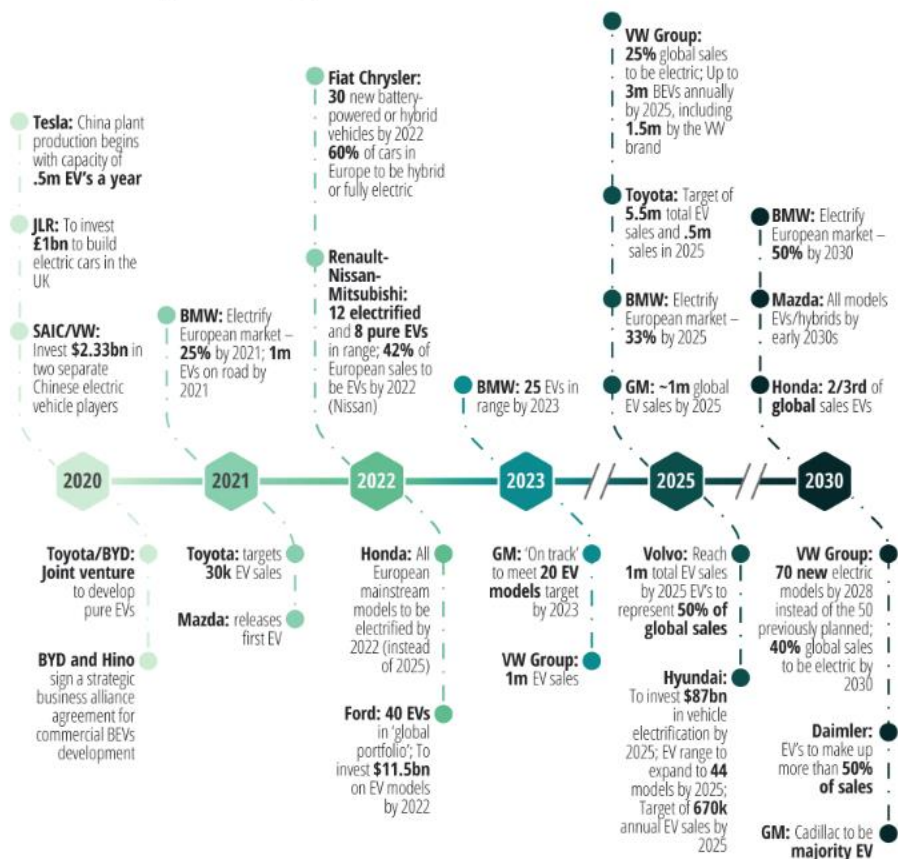 Tesla: China plant
production begins
with capacity of
.5m EV's a year
JLR: To invest
£1bn to build
electric cars in the
UK
SAIC/VW:
Invest $2.33bn in
two separate
Chinese electric
vehicle players
BMW: Electrify
European market –
25% by 2021; 1m
EVs on road by
2021
Fiat Chrysler:
30 new battery-
powered or hybrid
vehicles by 2022
60% of cars in
Europe to be hybrid
or fully electric
Renault-
Nissan-
Mitsubishi:
12 electrified
and 8 pure EVs
in range; 42% of
European sales to
be EVs by 2022
(Nissan)
BMW: 25 EVs in
range by 2023
VW Group:
25% global sales
to be electric; Up to
3m BEVs annually
by 2025, including
1.5m by the VW
brand
Toyota: Target of
5.5m total EV
sales and .5m
sales in 2025
BMW: Electrify
European market –
33% by 2025
GM: ~1m global
EV sales by 2025
BMW: Electrify
European market –
50% by 2030
Mazda: All models
EVs/hybrids by
early 2030s
Honda: 2/3rd of
global sales EVs
2020
2021
2022
2023
2025
2030
Toyota/BYD:
Joint venture
to develop
pure EVs
BYD and Hino
sign a strategic
business alliance
agreement for
commercial BEVs
development
Toyota: targets
30k EV sales
Mazda: releases
first EV
Honda: All
European
mainstream
models to be
electrified by
2022 (instead
of 2025)
Ford: 40 EVs
in 'global
portfolio'; To
invest $11.5bn
on EV models
by 2022
GM: 'On track'
to meet 20 EV
models target
by 2023
VW Group:
1m EV sales
Volvo: Reach
1m total EV sales
by 2025 EV's to
represent 50% of
global sales
Hyundai:
To invest $87bn
in vehicle
electrification by
2025; EV range to
expand to 44
models by 2025;
Target of 670k
annual EV sales by
2025
VW Group:
70 new electric
models by 2028
instead of the 50
previously planned;
40% global sales
to be electric by
2030
Daimler:
EV's to make up
more than 50%
of sales
GM: Cadillac to be
majority EV